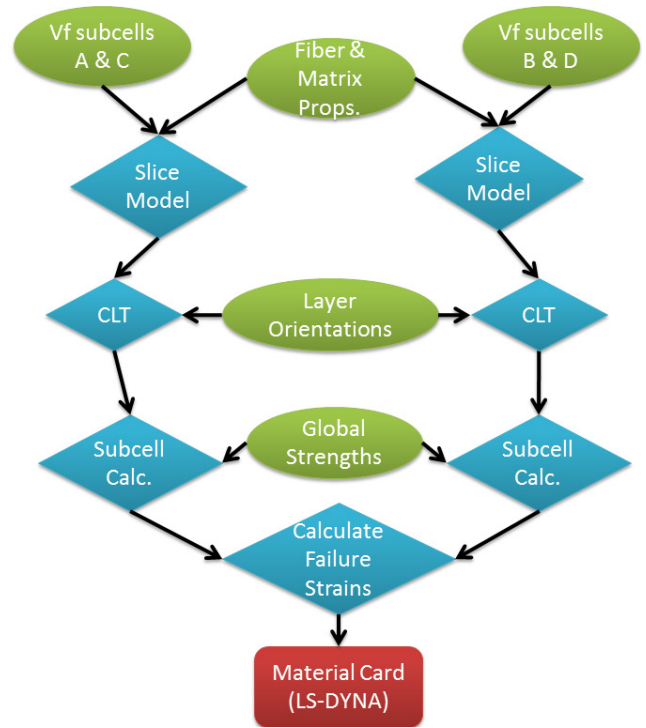 Vf subcells
A & C
Fiber &
Matrix
Props.
Vf subcells
B & D
Slice
Model
Slice
Model
CLT
Layer
Orientations
CLT
Subcell
Calc.
Global
Strengths
Subcell
Calc.
Calculate
Failure
Strains
Material Card
(LS-DYNA)